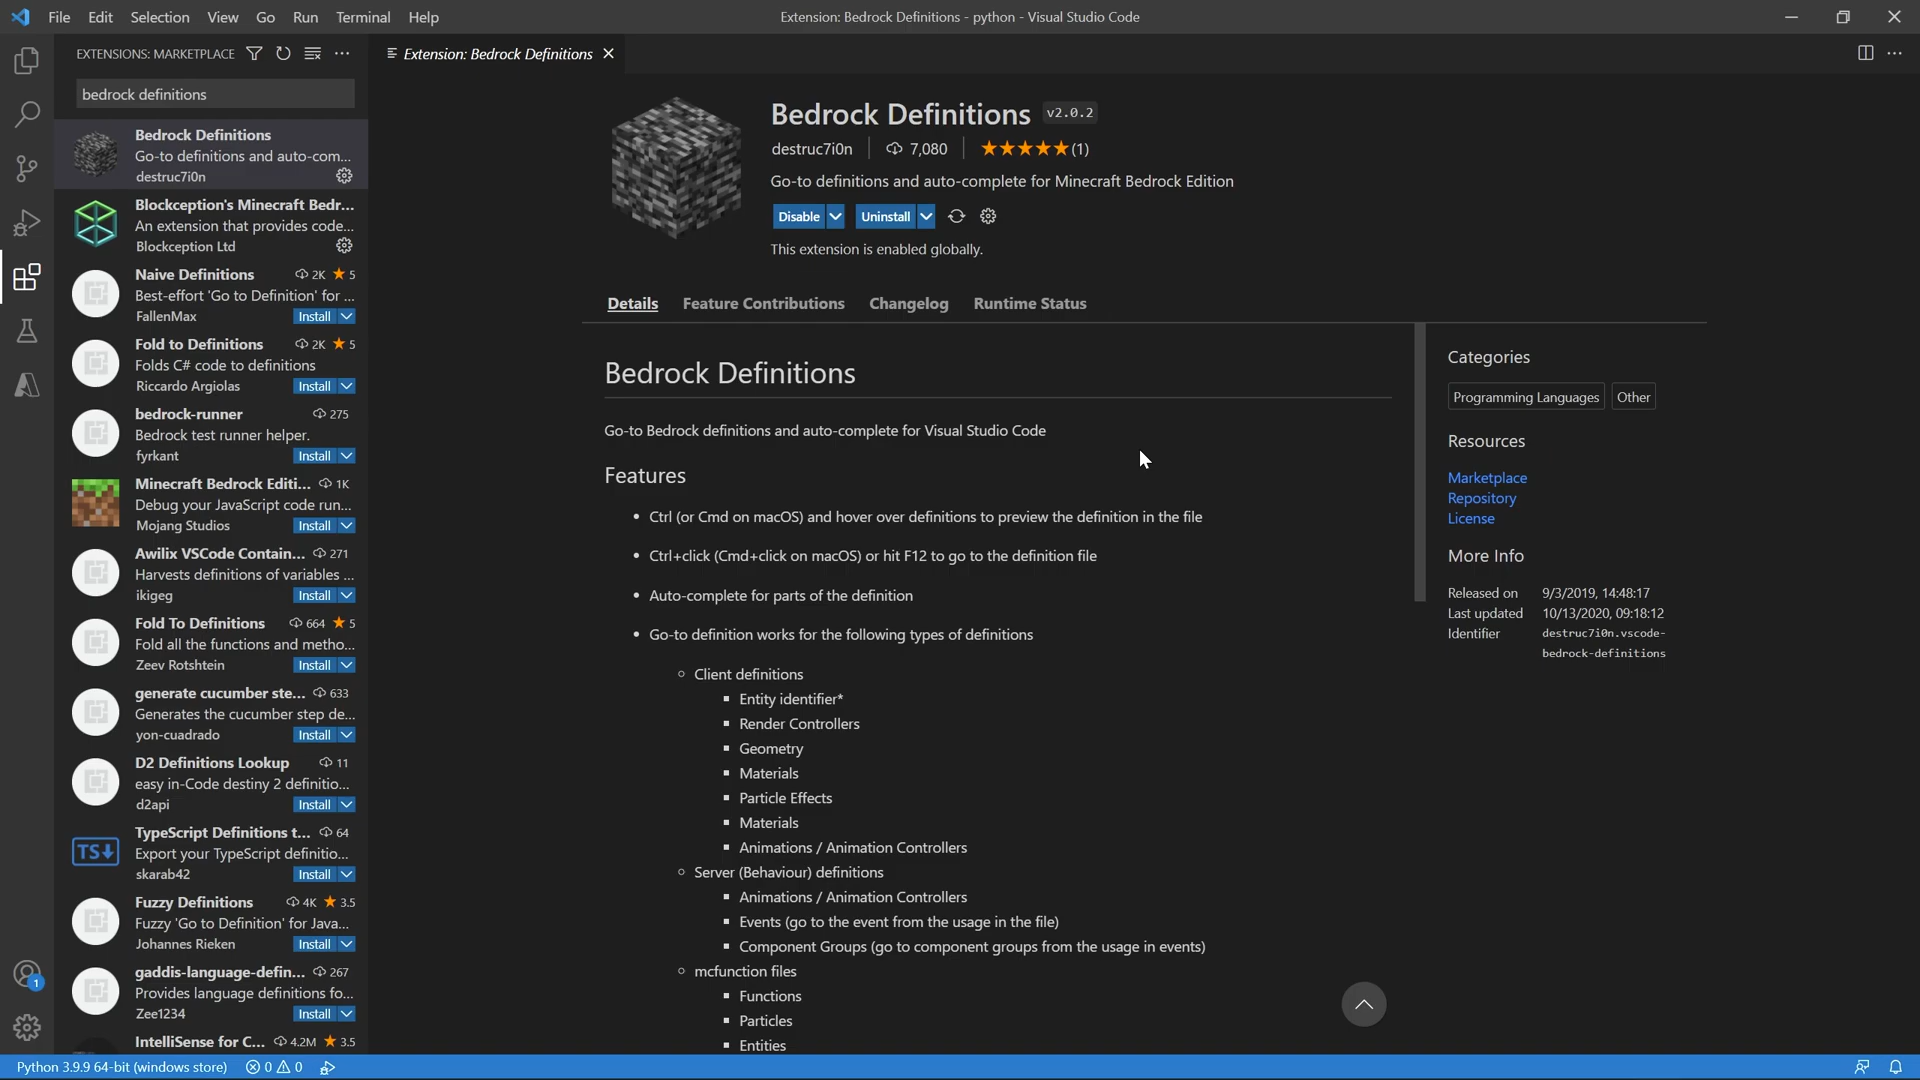 File Edit Selection View Go Run Terminal Help
Extension: Bedrock Definitions - python - Visual Studio Code
EXTENSIONS: MARKETPLACE
bedrock definitions
Bedrock Definitions
Go-to definitions and auto-com...
destruc7i0n
Blockception's Minecraft Bedr...
An extension that provides code...
Blockception Ltd
Naive Definitions 2K 5
Best-effort 'Go to Definition' for ...
FallenMax Install
Fold to Definitions 2K 5
Folds C# code to definitions
Riccardo Argiolas Install
bedrock-runner 275
Bedrock test runner helper.
fyrkant Install
Minecraft Bedrock Editi... 1K
Debug your JavaScript code run...
Mojang Studios Install
Awilix VSCode Contain... 271
Harvests definitions of variables ...
ikigeg Install
Fold To Definitions 664 5
Fold all the functions and metho...
Zeev Rotshtein Install
generate cucumber ste... 633
Generates the cucumber step de...
yon-cuadrado Install
D2 Definitions Lookup 11
easy in-Code destiny 2 definitio...
d2api Install
TS
TypeScript Definitions t... 64
Export your TypeScript definitio...
skarab42 Install
Fuzzy Definitions 4K 3.5
Fuzzy 'Go to Definition' for Java...
Johannes Rieken Install
gaddis-language-defin... 267
Provides language definitions fo...
Zee1234 Install
IntelliSense for C... 4.2M 3.5
1
Extension: Bedrock Definitions
Bedrock Definitions v2.0.2
destruc7i0n 7,080 (1)
Go-to definitions and auto-complete for Minecraft Bedrock Edition
Disable Uninstall
This extension is enabled globally.
Details Feature Contributions Changelog Runtime Status
Bedrock Definitions
Go-to Bedrock definitions and auto-complete for Visual Studio Code
Features
• Ctrl (or Cmd on macOS) and hover over definitions to preview the definition in the file
• Ctrl+click (Cmd+click on macOS) or hit F12 to go to the definition file
• Auto-complete for parts of the definition
• Go-to definition works for the following types of definitions
○ Client definitions
▪ Entity identifier*
▪ Render Controllers
▪ Geometry
▪ Materials
▪ Particle Effects
▪ Materials
▪ Animations / Animation Controllers
○ Server (Behaviour) definitions
▪ Animations / Animation Controllers
▪ Events (go to the event from the usage in the file)
▪ Component Groups (go to component groups from the usage in events)
○ mcfunction files
▪ Functions
▪ Particles
▪ Entities
Categories
Programming Languages Other
Resources
Marketplace
Repository
License
More Info
Released on 9/3/2019, 14:48:17
Last updated 10/13/2020, 09:18:12
Identifier destruc7i0n.vscode-
bedrock-definitions
Python 3.9.9 64-bit (windows store) 0 0